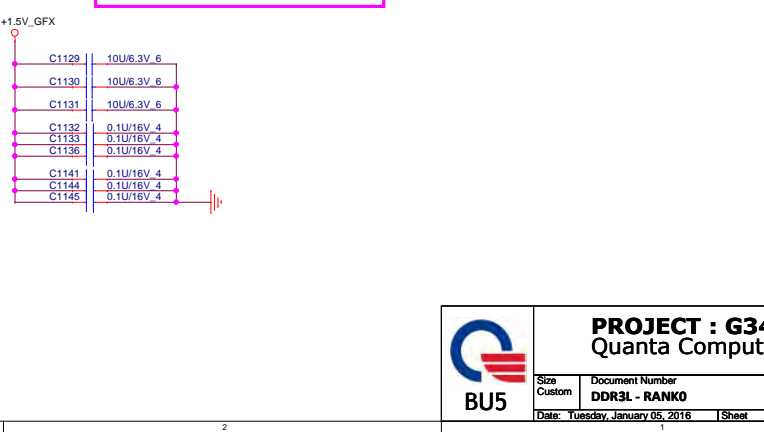 +1.5V_GFX
C1129 10U/6.3V_6
C1130 10U/6.3V_6
C1131 10U/6.3V_6
C1132 0.1U/16V_4
C1133 0.1U/16V_4
C1136 0.1U/16V_4
C1141 0.1U/16V_4
C1144 0.1U/16V_4
C1145 0.1U/16V_4
PROJECT : G34
Quanta Comput
BU5
Size Document Number
Custom DDR3L - RANK0
Date: Tuesday, January 05, 2016 Sheet
2 1